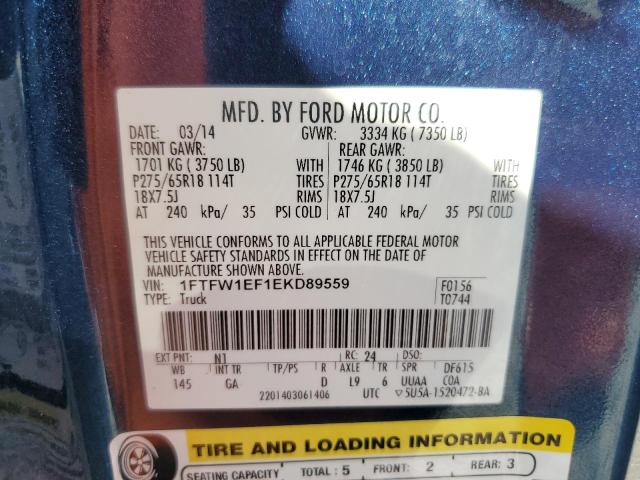 MFD. BY FORD MOTOR CO.
DATE: 03/14 GVWR: 3334 KG ( 7350 LB)
FRONT GAWR: REAR GAWR:
1701 KG ( 3750 LB) WITH 1746 KG ( 3850 LB) WITH
P275/65R18 114T TIRES P275/65R18 114T TIRES
18X7.5J RIMS 18X7.5J RIMS
AT 240 kPa/ 35 PSI COLD AT 240 kPa/ 35 PSI COLD
THIS VEHICLE CONFORMS TO ALL APPLICABLE FEDERAL MOTOR
VEHICLE SAFETY STANDARDS IN EFFECT ON THE DATE OF
MANUFACTURE SHOWN ABOVE.
VIN: 1FTFW1EF1EKD89559 F0156
TYPE: Truck T0744
EXT PNT: N1 RC: 24 DSO:
WB INT TR TP/PS R AXLE TR SPR DF615
145 GA D L9 6 UUAA COA
2201403061406 UTC ▽5U5A-1520472-BA
TIRE AND LOADING INFORMATION
SEATING CAPACITY TOTAL : 5 FRONT: 2 REAR: 3